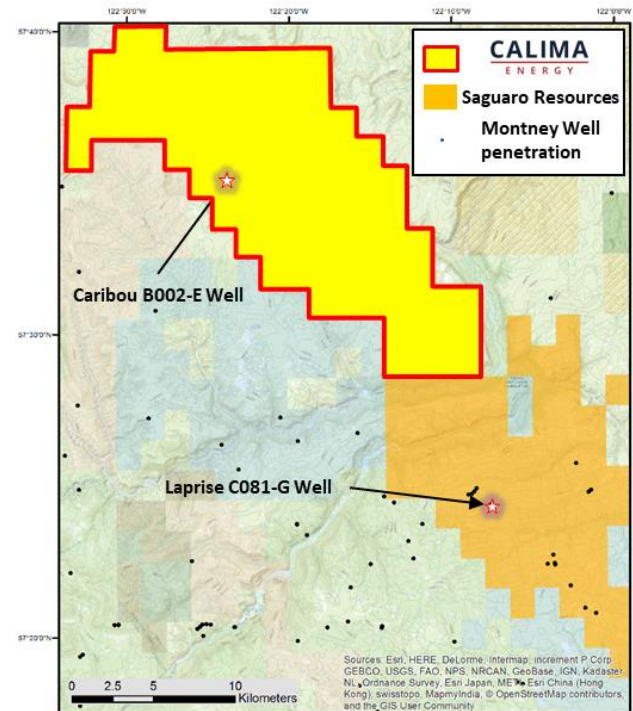 122°30'0"W
122°20'0"W
122°10'0"W
122°0'0"W
57°40'0"N
CALIMA
ENERGY
Saguaro Resources
Montney Well
penetration
Caribou B002-E Well
57°30'0"N
Laprise C081-G Well
57°20'0"N
Sources: Esri, HERE, DeLorme, Intermap, increment P Corp.,
GEBCO, USGS, FAO, NPS, NRCAN, GeoBase, IGN, Kadaster
NL, Ordnance Survey, Esri Japan, METI, Esri China (Hong
Kong), swisstopo, MapmyIndia, © OpenStreetMap contributors,
and the GIS User Community
0 2.5 5 10
Kilometers